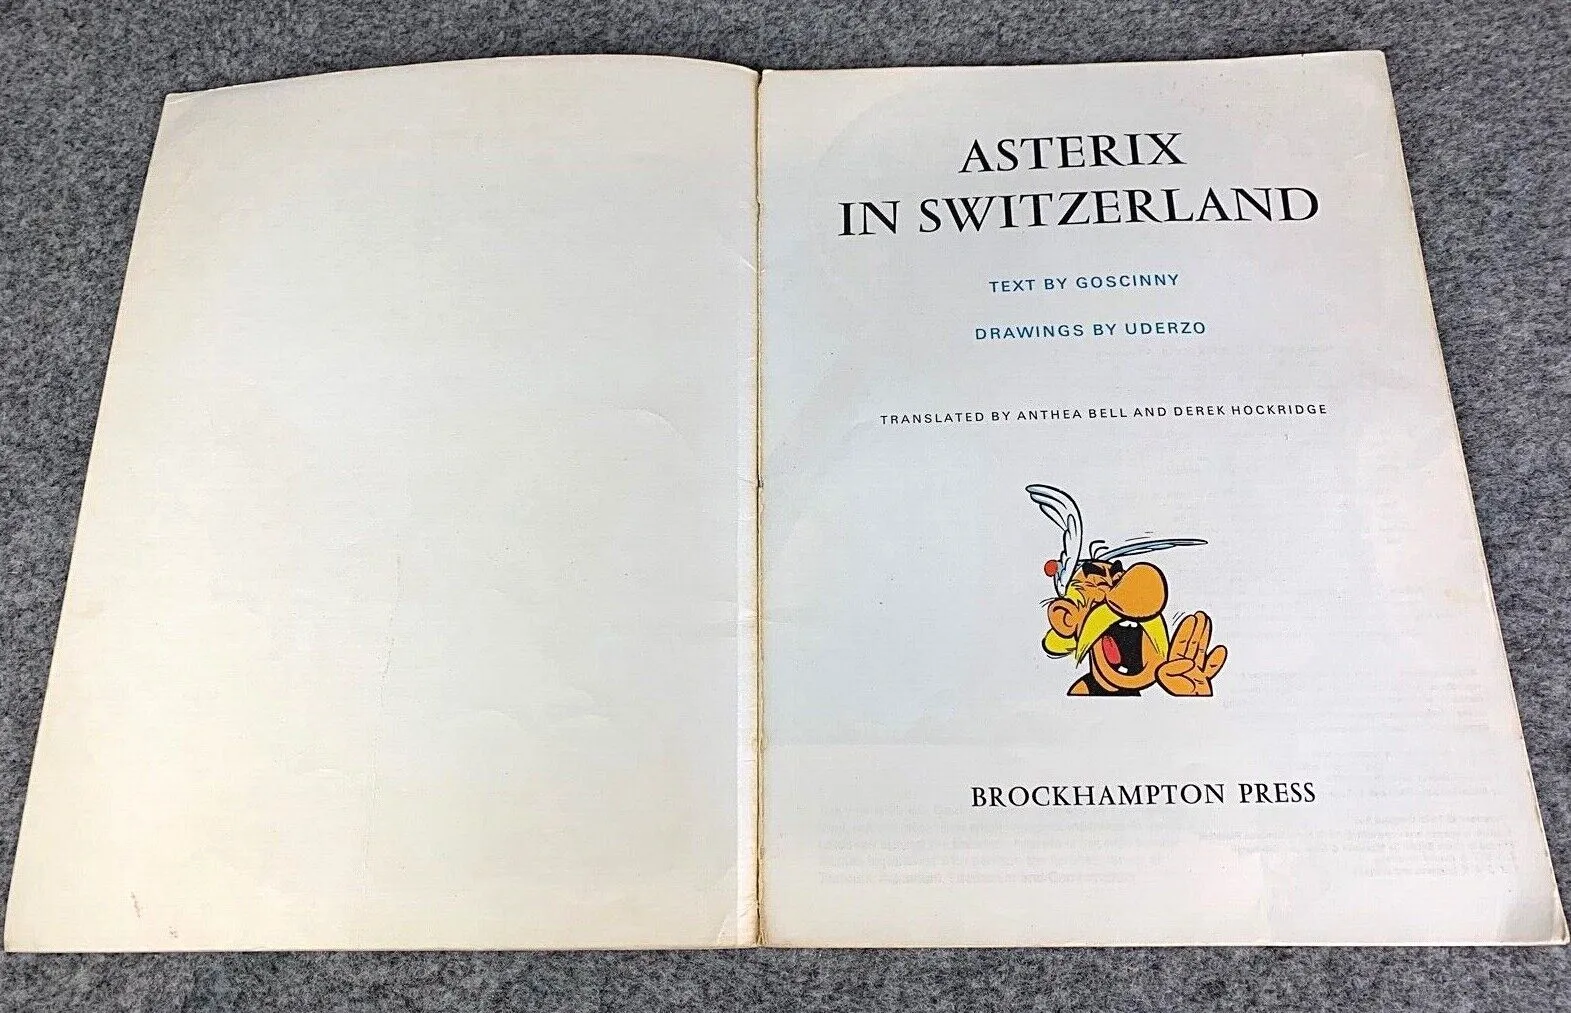 ASTERIX
IN SWITZERLAND
TEXT BY GOSCINNY
DRAWINGS BY UDERZO
TRANSLATED BY ANTHEA BELL AND DEREK HOCKRIDGE
BROCKHAMPTON PRESS